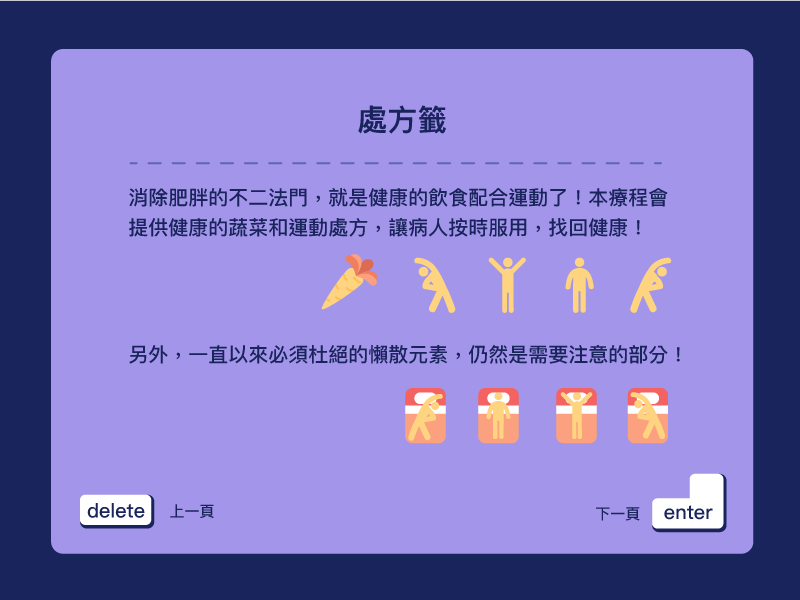 處方籤
消除肥胖的不二法門，就是健康的飲食配合運動了！本療程會
提供健康的蔬菜和運動處方，讓病人按時服用，找回健康！
另外，一直以來必須杜絕的懶散元素，仍然是需要注意的部分！
delete 上一頁
下一頁 enter